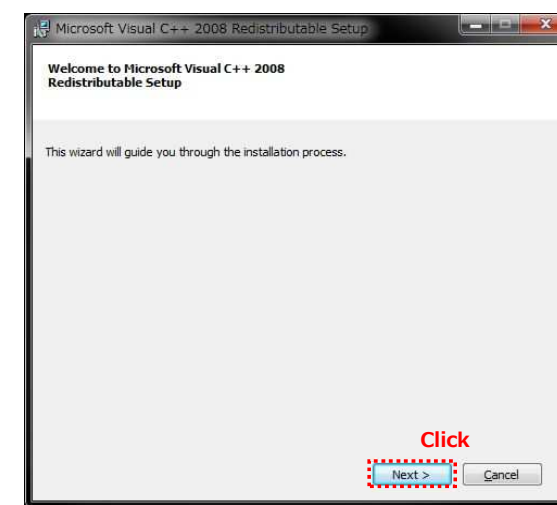 Microsoft Visual C++ 2008 Redistributable Setup
Welcome to Microsoft Visual C++ 2008
Redistributable Setup
This wizard will guide you through the installation process.
Click
Next >
Cancel